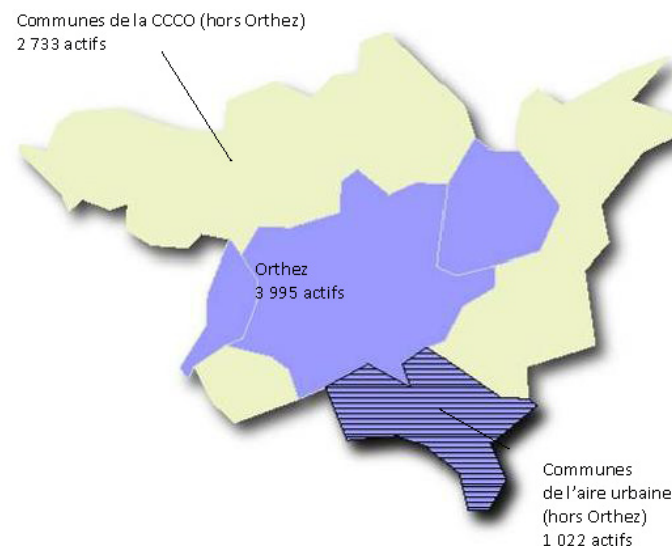 Communes de la CCCO (hors Orthez)
2 733 actifs
Orthez
3 995 actifs
Communes
de l'aire urbaine
(hors Orthez)
1 022 actifs